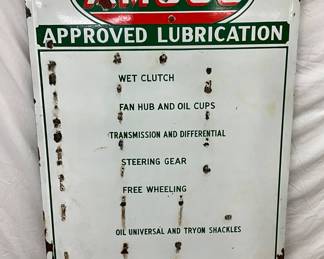 AMOCO
APPROVED LUBRICATION
WET CLUTCH
FAN HUB AND OIL CUPS
TRANSMISSION AND DIFFERENTIAL
STEERING GEAR
FREE WHEELING
OIL UNIVERSAL AND TRYON SHACKLES